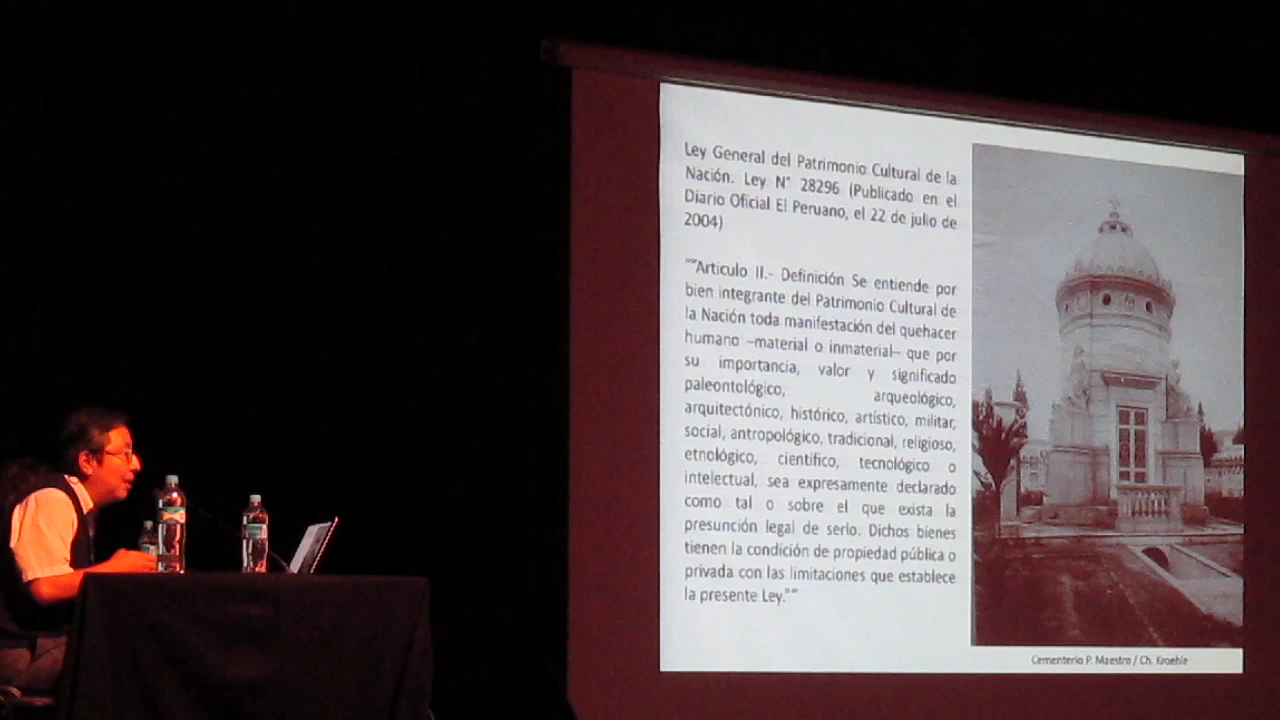 Ley General del Patrimonio Cultural de la
Nación. Ley N° 28296 (Publicado en el
Diario Oficial El Peruano, el 22 de julio de
2004)
""Articulo II.- Definición Se entiende por
bien integrante del Patrimonio Cultural de
la Nación toda manifestación del quehacer
humano –material o inmaterial– que por
su importancia, valor y significado
paleontológico, arqueológico,
arquitectónico, histórico, artístico, militar,
social, antropológico, tradicional, religioso,
etnológico, científico, tecnológico o
intelectual, sea expresamente declarado
como tal o sobre el que exista la
presunción legal de serlo. Dichos bienes
tienen la condición de propiedad pública o
privada con las limitaciones que establece
la presente Ley.""
Cementerio P. Maestro / Ch. Kroehle